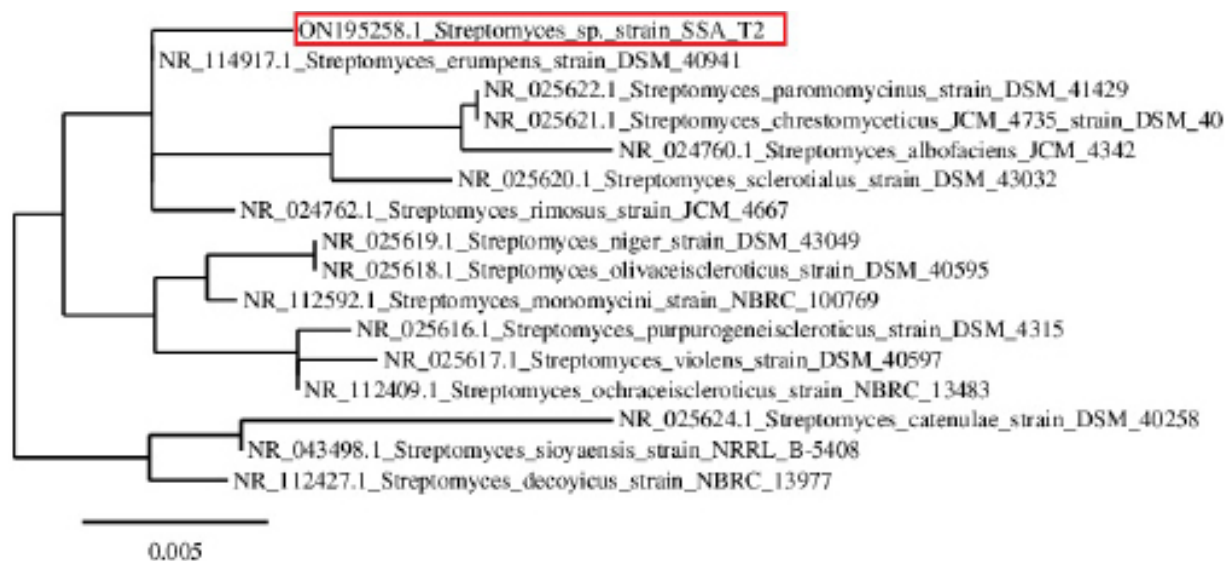 ON195258.1_Streptomyces_sp._strain_SSA_T2
NR_114917.1_Streptomyces_erumpens_strain_DSM_40941
NR_025622.1_Streptomyces_paromomycinus_strain_DSM_41429
NR_025621.1_Streptomyces_chrestomyceticus_JCM_4735_strain_DSM_40
NR_024760.1_Streptomyces_albofaciens_JCM_4342
NR_025620.1_Streptomyces_sclerotialus_strain_DSM_43032
NR_024762.1_Streptomyces_rimosus_strain_JCM_4667
NR_025619.1_Streptomyces_niger_strain_DSM_43049
NR_025618.1_Streptomyces_olivaceiscleroticus_strain_DSM_40595
NR_112592.1_Streptomyces_monomycini_strain_NBRC_100769
NR_025616.1_Streptomyces_purpurogeneiscleroticus_strain_DSM_4315
NR_025617.1_Streptomyces_violens_strain_DSM_40597
NR_112409.1_Streptomyces_ochraceiscleroticus_strain_NBRC_13483
NR_025624.1_Streptomyces_catenulae_strain_DSM_40258
NR_043498.1_Streptomyces_sioyaensis_strain_NRRL_B-5408
NR_112427.1_Streptomyces_decoyicus_strain_NBRC_13977
0.005